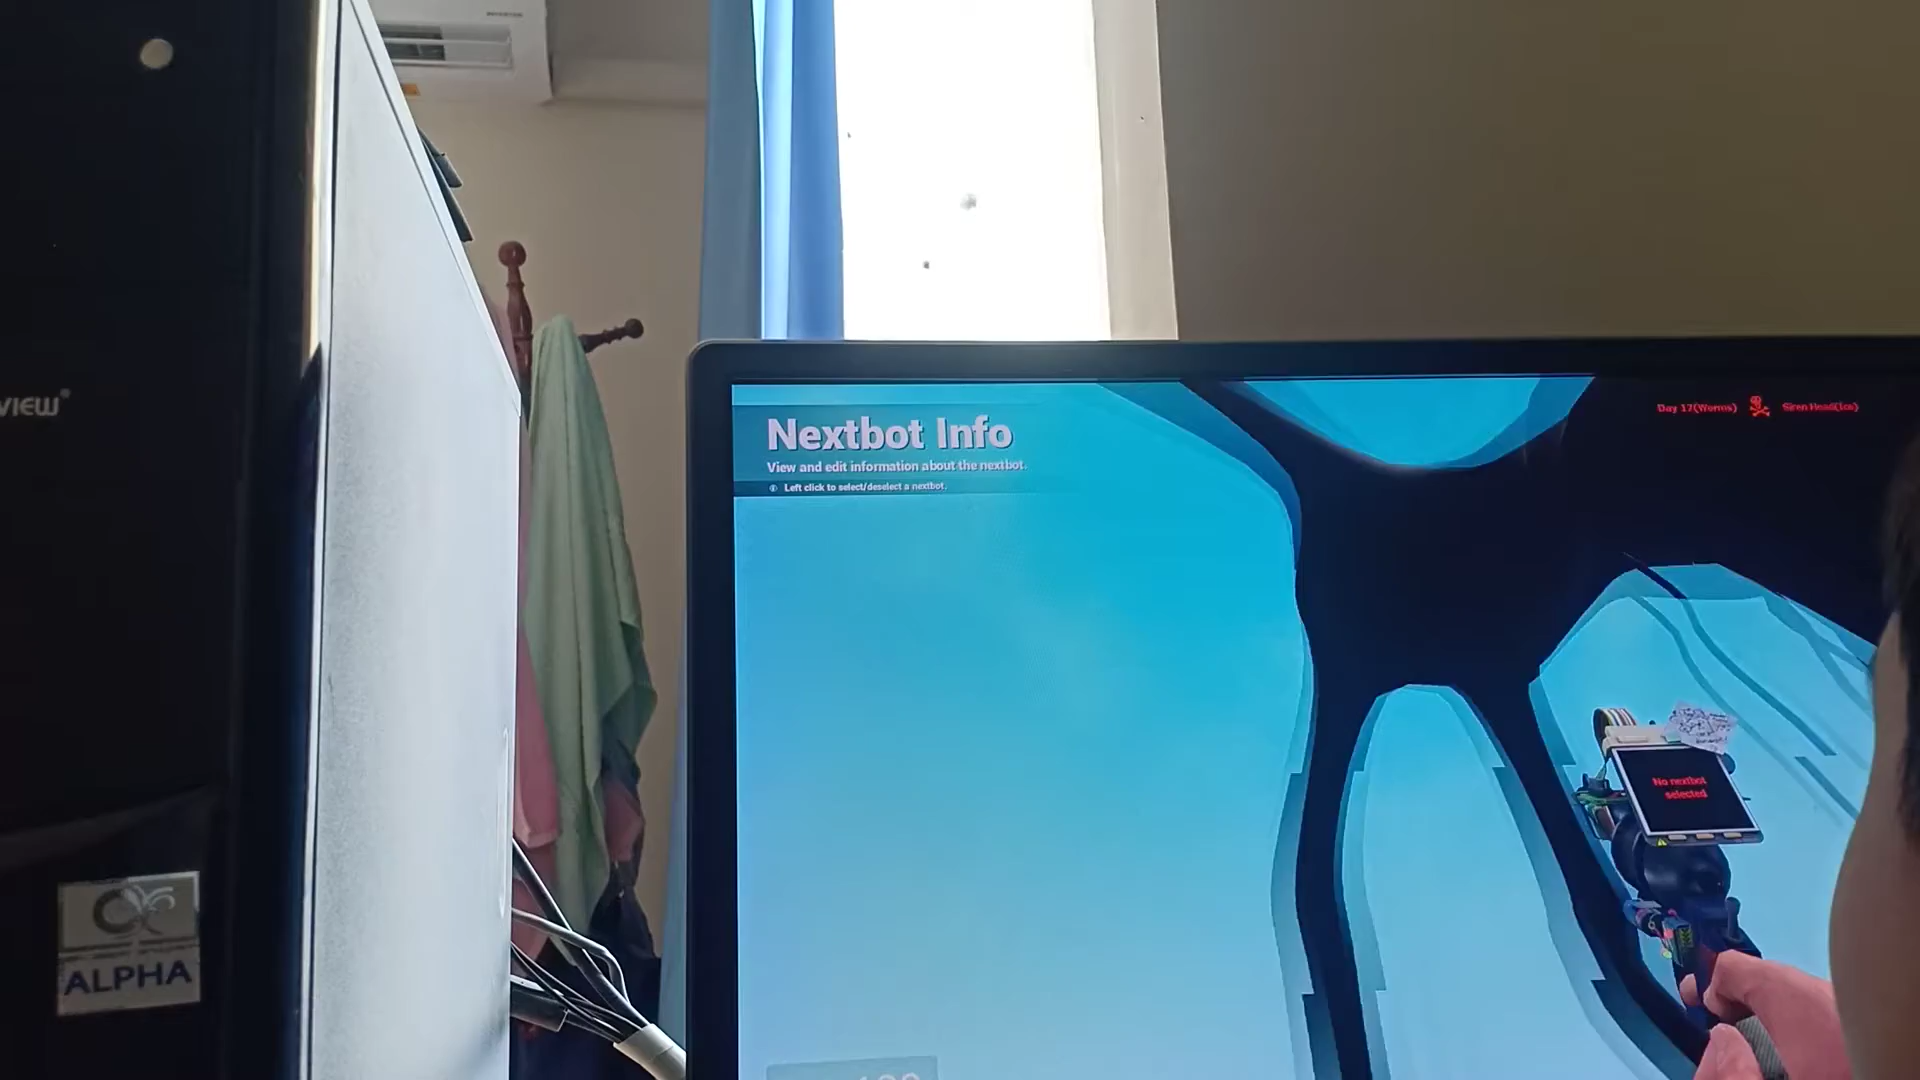 VIEW®
ALPHA
Nextbot Info
View and edit information about the nextbot.
Left click to select/deselect a nextbot.
Day 17(Worms)
Siren Head(Ico)
No nextbot
selected